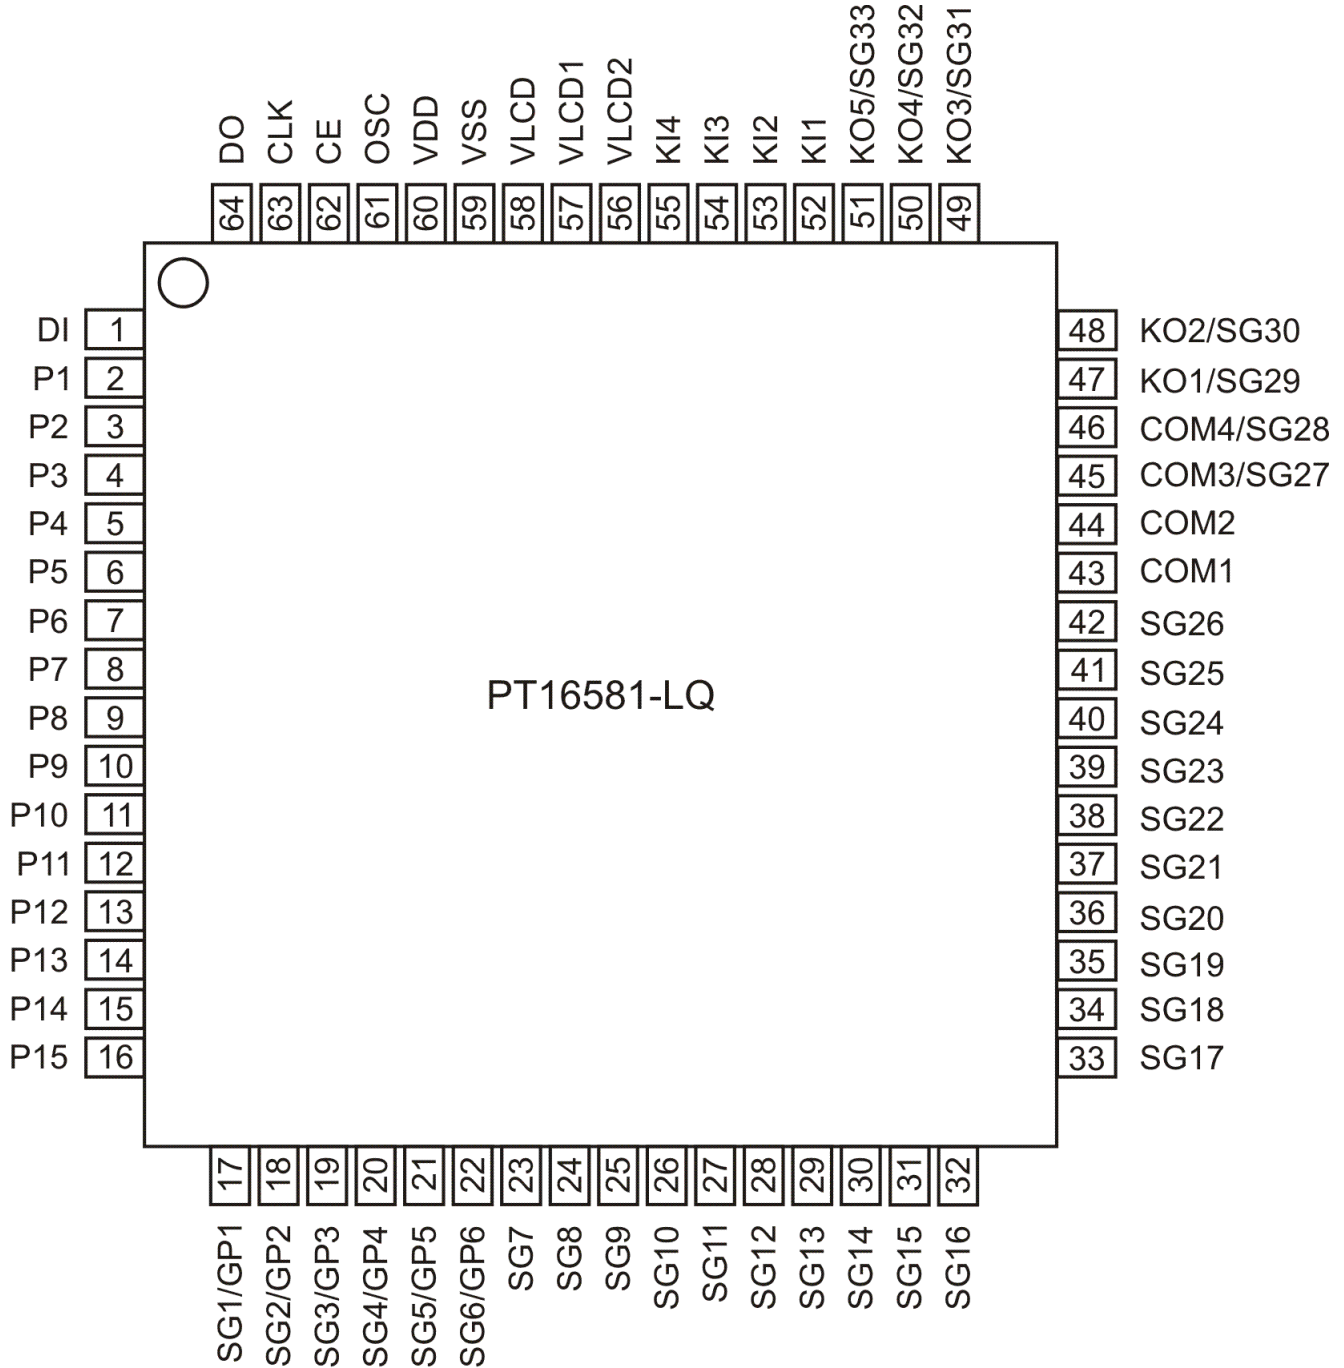 DO
CLK
CE
OSC
VDD
VSS
VLCD
VLCD1
VLCD2
KI4
KI3
KI2
KI1
KO5/SG33
KO4/SG32
KO3/SG31
64
63
62
61
60
59
58
57
56
55
54
53
52
51
50
49
DI 1
P1 2
P2 3
P3 4
P4 5
P5 6
P6 7
P7 8
P8 9
P9 10
P10 11
P11 12
P12 13
P13 14
P14 15
P15 16
PT16581-LQ
48 KO2/SG30
47 KO1/SG29
46 COM4/SG28
45 COM3/SG27
44 COM2
43 COM1
42 SG26
41 SG25
40 SG24
39 SG23
38 SG22
37 SG21
36 SG20
35 SG19
34 SG18
33 SG17
17
18
19
20
21
22
23
24
25
26
27
28
29
30
31
32
SG1/GP1
SG2/GP2
SG3/GP3
SG4/GP4
SG5/GP5
SG6/GP6
SG7
SG8
SG9
SG10
SG11
SG12
SG13
SG14
SG15
SG16